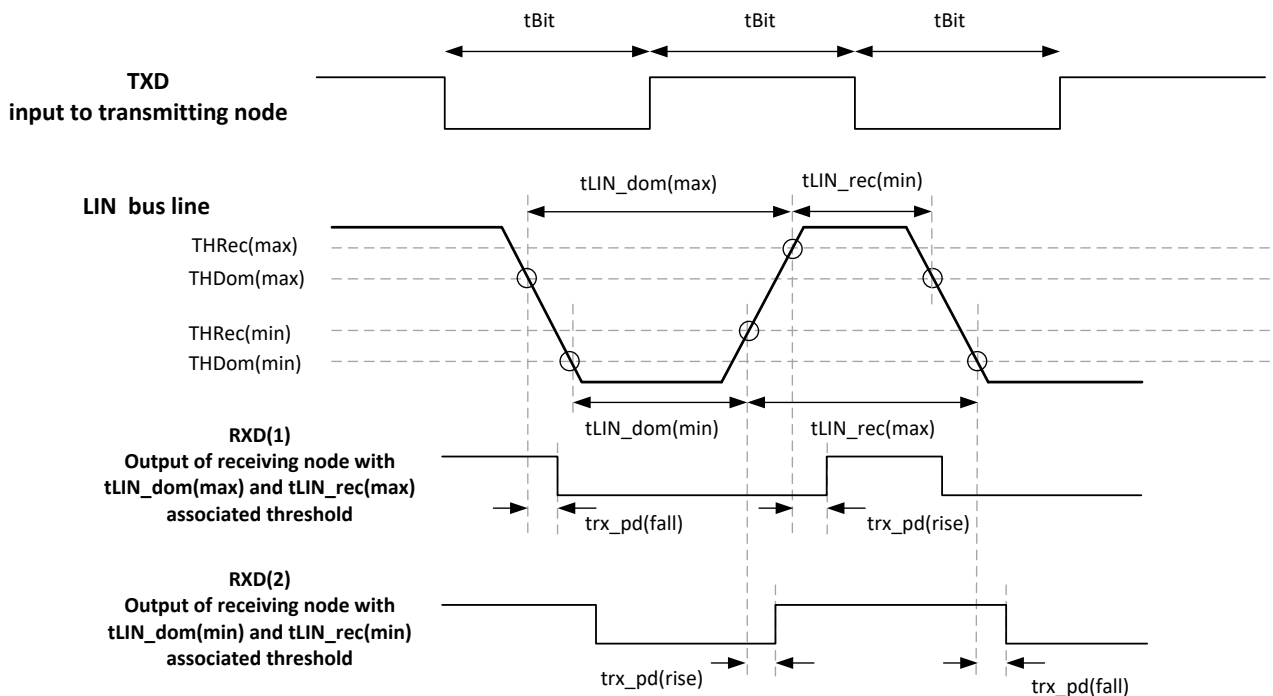 tBit
tBit
tBit
TXD
input to transmitting node
tLIN_dom(max)
tLIN_rec(min)
LIN bus line
THRec(max)
THDom(max)
THRec(min)
THDom(min)
tLIN_dom(min)
tLIN_rec(max)
RXD(1)
Output of receiving node with
tLIN_dom(max) and tLIN_rec(max)
associated threshold
trx_pd(fall)
trx_pd(rise)
RXD(2)
Output of receiving node with
tLIN_dom(min) and tLIN_rec(min)
associated threshold
trx_pd(rise)
trx_pd(fall)